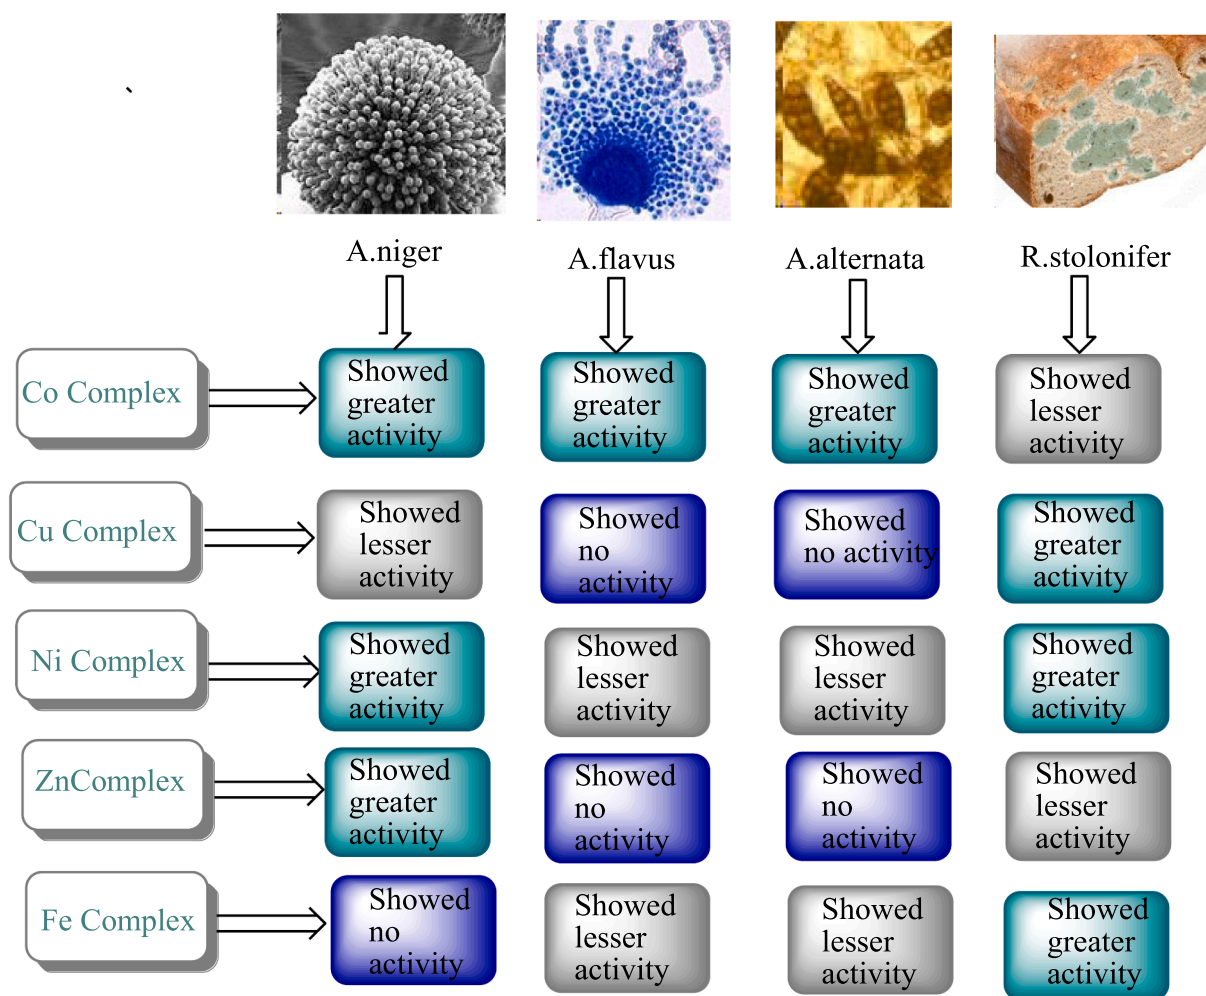 A.niger
A.flavus
A.alternata
R.stolonifer
Co Complex
Showed
greater
activity
Showed
greater
activity
Showed
greater
activity
Showed
lesser
activity
Cu Complex
Showed
lesser
activity
Showed
no
activity
Showed
no activity
Showed
greater
activity
Ni Complex
Showed
greater
activity
Showed
lesser
activity
Showed
lesser
activity
Showed
greater
activity
ZnComplex
Showed
greater
activity
Showed
no
activity
Showed
no
activity
Showed
lesser
activity
Fe Complex
Showed
no
activity
Showed
lesser
activity
Showed
lesser
activity
Showed
greater
activity